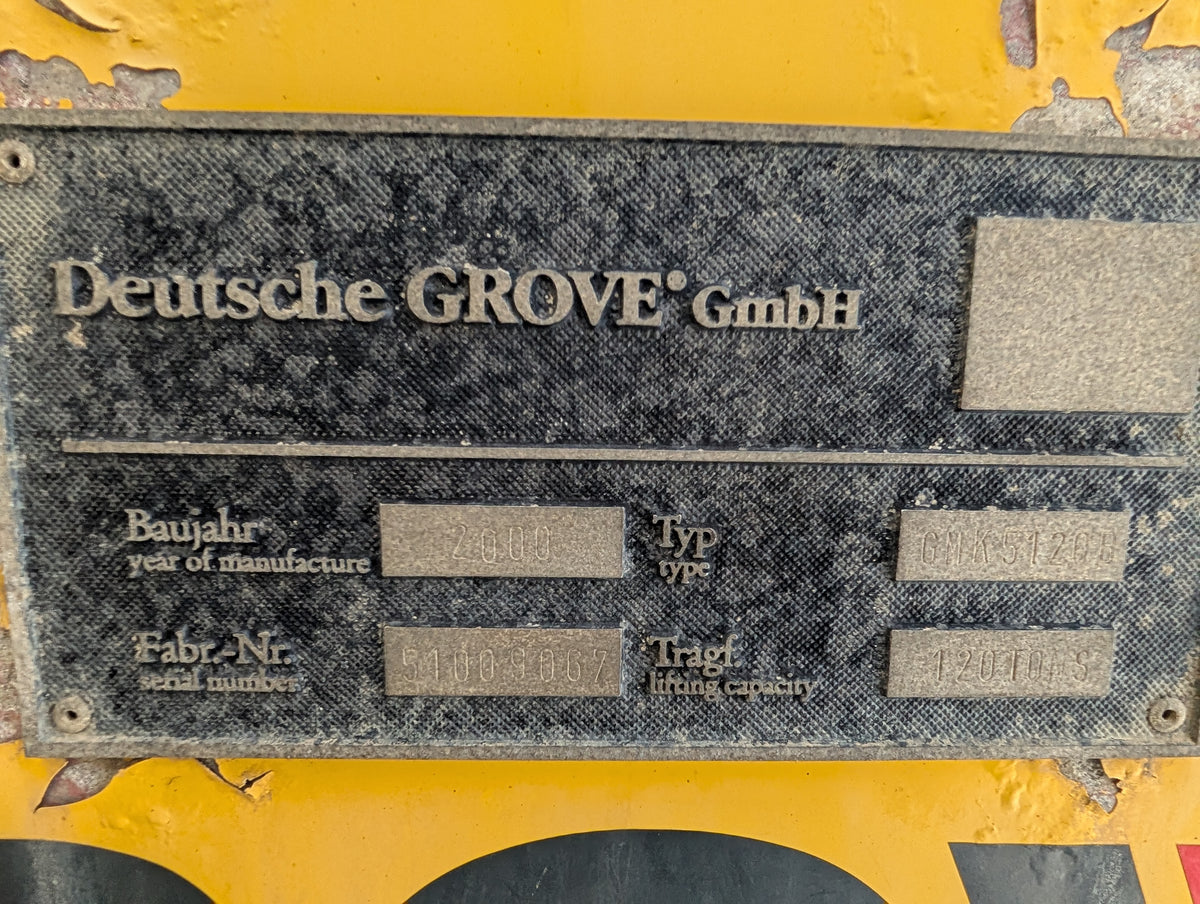 Deutsche GROVE® GmbH
Baujahr
year of manufacture
2000
Typ
type
GMK5120B
Fabr.-Nr.
serial number
51009067
Tragf.
lifting capacity
120TONS